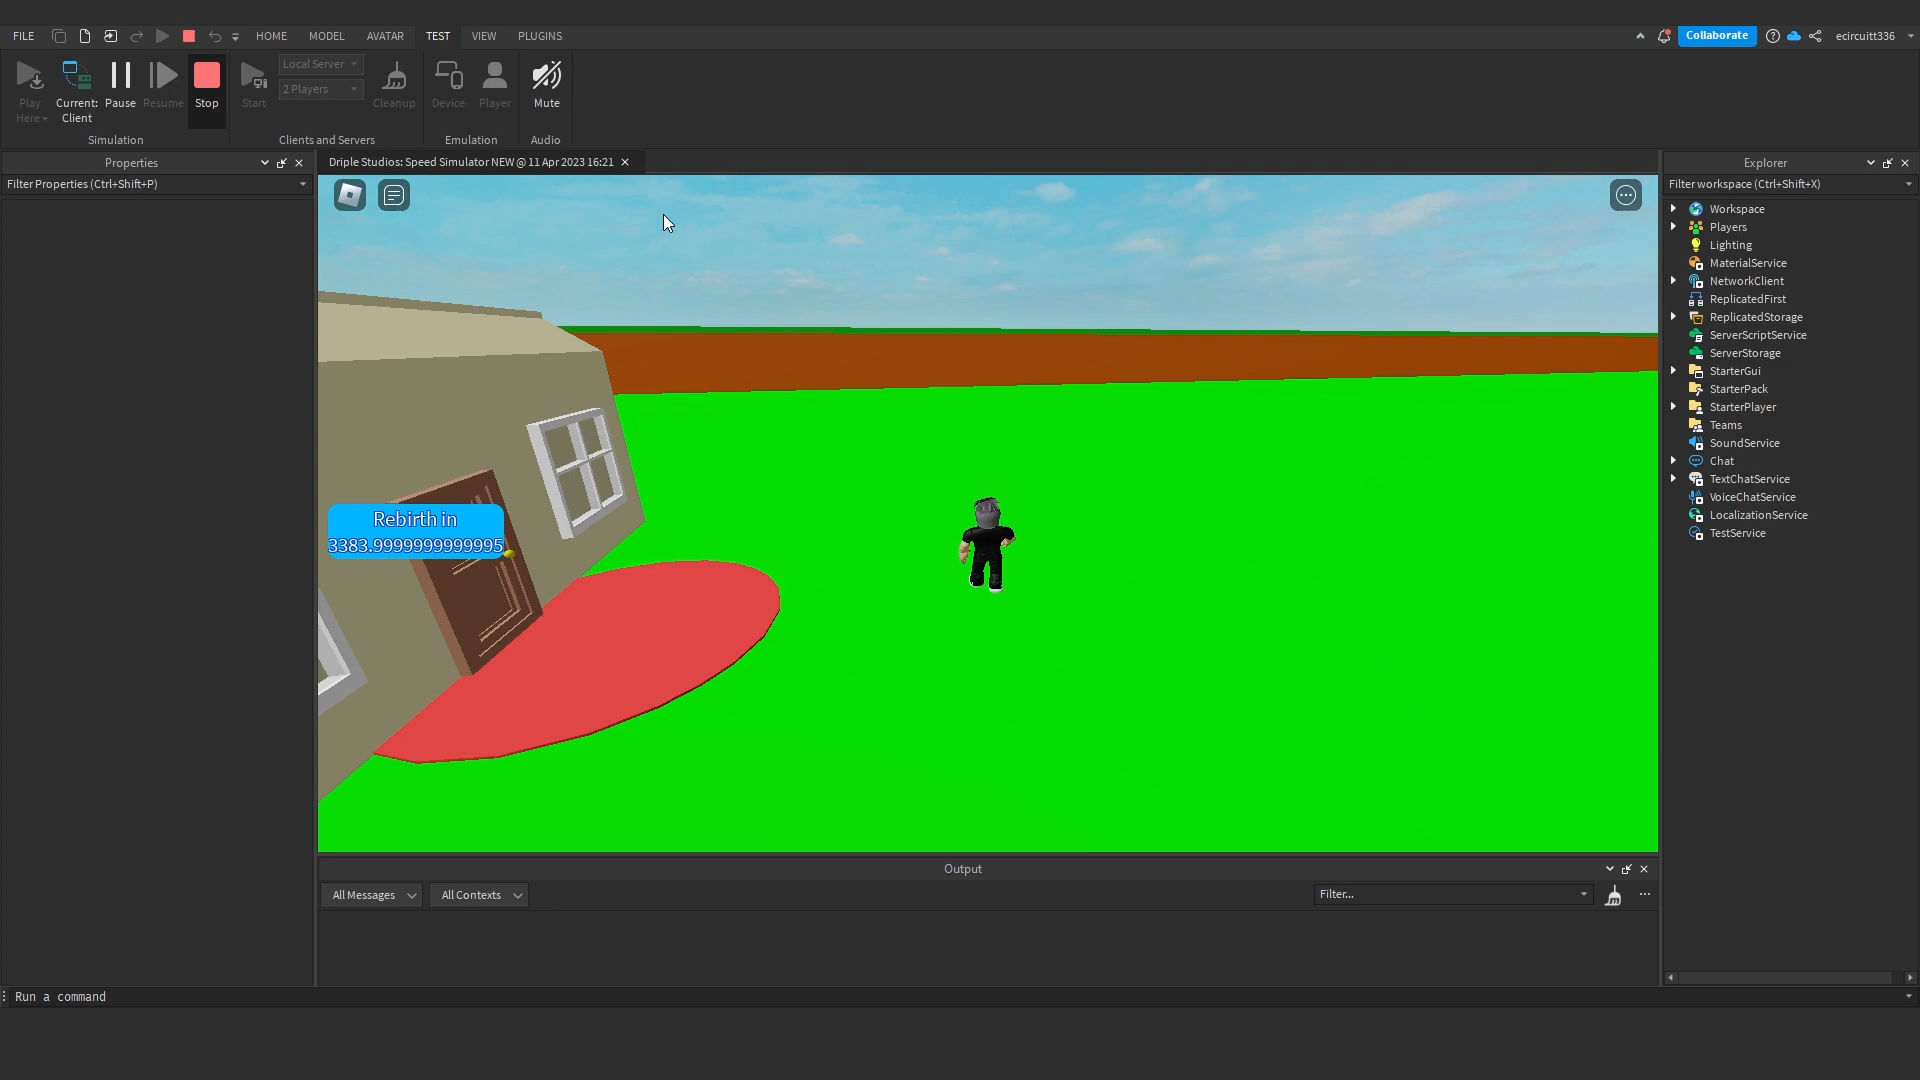 FILE HOME MODEL AVATAR TEST VIEW PLUGINS Collaborate ecircuitt336
Play Here Current: Client Pause Resume Stop
Start Local Server 2 Players Cleanup Device Player Mute
Simulation Clients and Servers Emulation Audio
Properties
Filter Properties (Ctrl+Shift+P)
Driple Studios: Speed Simulator NEW @ 11 Apr 2023 16:21
Rebirth in
3383.9999999999995
Explorer
Filter workspace (Ctrl+Shift+X)
Workspace
Players
Lighting
MaterialService
NetworkClient
ReplicatedFirst
ReplicatedStorage
ServerScriptService
ServerStorage
StarterGui
StarterPack
StarterPlayer
Teams
SoundService
Chat
TextChatService
VoiceChatService
LocalizationService
TestService
Output
All Messages All Contexts Filter...
Run a command